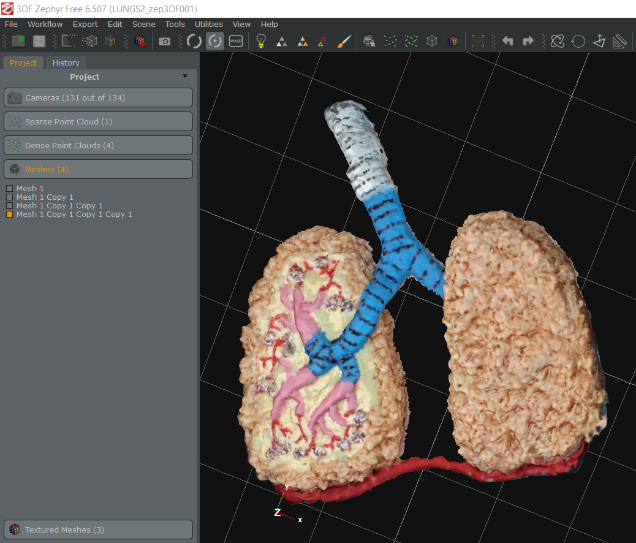 3DF Zephyr Free 6.507 (LUNGS2_zep3DF001)
File Workflow Export Edit Scene Tools Utilities View Help
Project History
Project
Cameras (131 out of 134)
Sparse Point Cloud (1)
Dense Point Clouds (4)
Meshes (4)
Mesh 1
Mesh 1 Copy 1
Mesh 1 Copy 1 Copy 1
Mesh 1 Copy 1 Copy 1 Copy 1
Y
Z x
Textured Meshes (3)